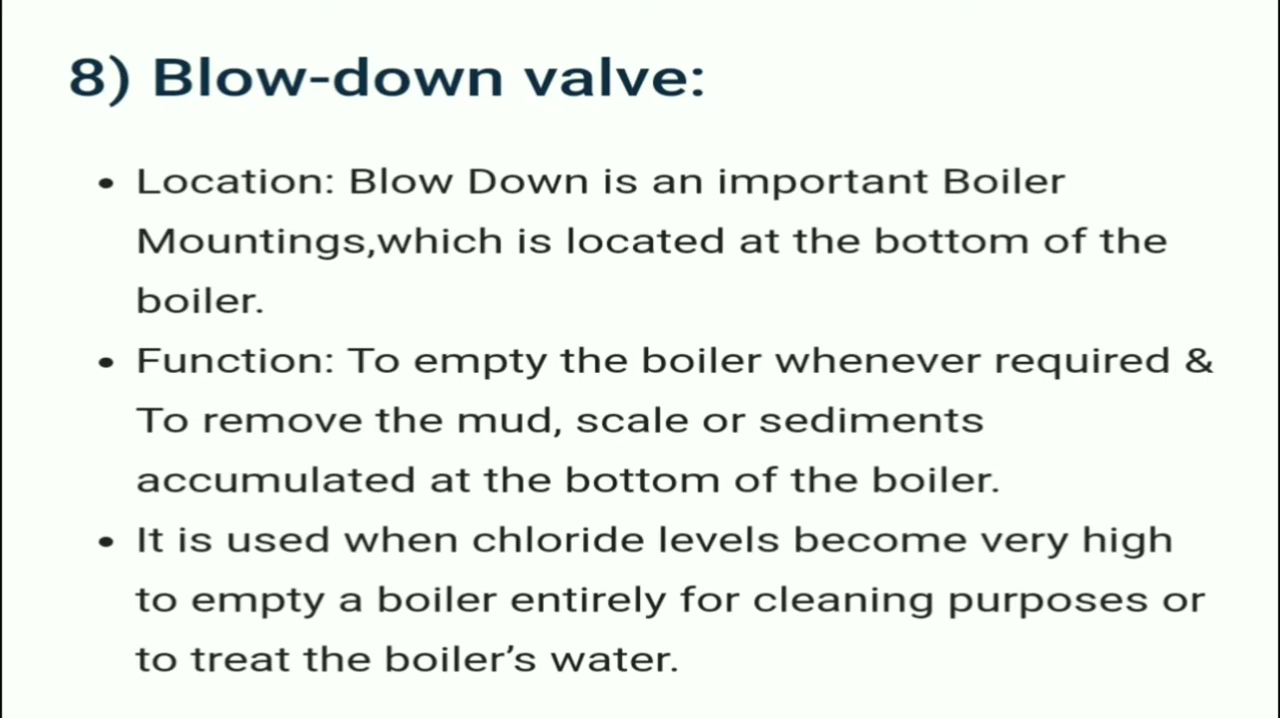 8) Blow-down valve:
• Location: Blow Down is an important Boiler
Mountings,which is located at the bottom of the
boiler.
• Function: To empty the boiler whenever required &
To remove the mud, scale or sediments
accumulated at the bottom of the boiler.
• It is used when chloride levels become very high
to empty a boiler entirely for cleaning purposes or
to treat the boiler’s water.